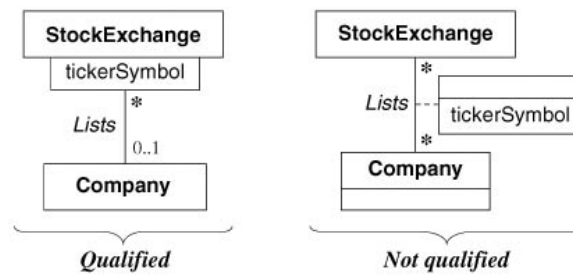 StockExchange
tickerSymbol
*
Lists
0..1
Company
Qualified
StockExchange
*
Lists
tickerSymbol
*
Company
Not qualified